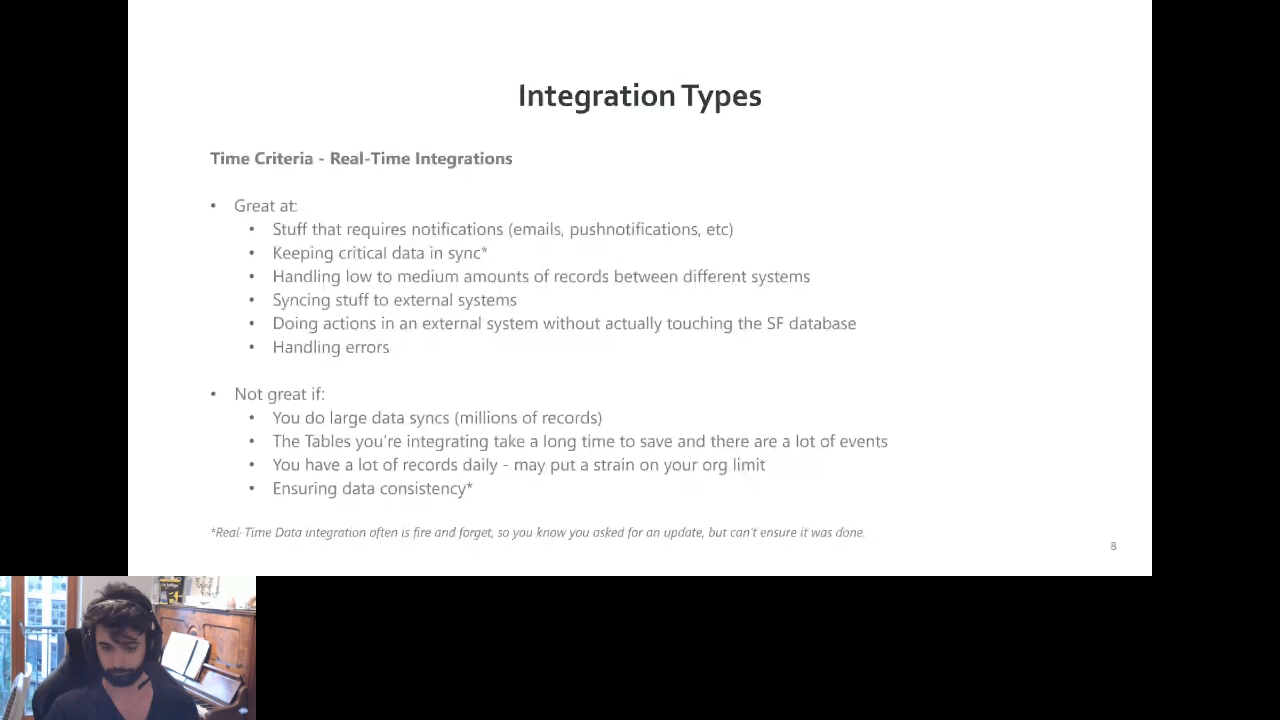 Integration Types
Time Criteria - Real-Time Integrations
• Great at:
• Stuff that requires notifications (emails, pushnotifications, etc)
• Keeping critical data in sync*
• Handling low to medium amounts of records between different systems
• Syncing stuff to external systems
• Doing actions in an external system without actually touching the SF database
• Handling errors
• Not great if:
• You do large data syncs (millions of records)
• The Tables you're integrating take a long time to save and there are a lot of events
• You have a lot of records daily - may put a strain on your org limit
• Ensuring data consistency*
*Real-Time Data integration often is fire and forget, so you know you asked for an update, but can't ensure it was done.
8